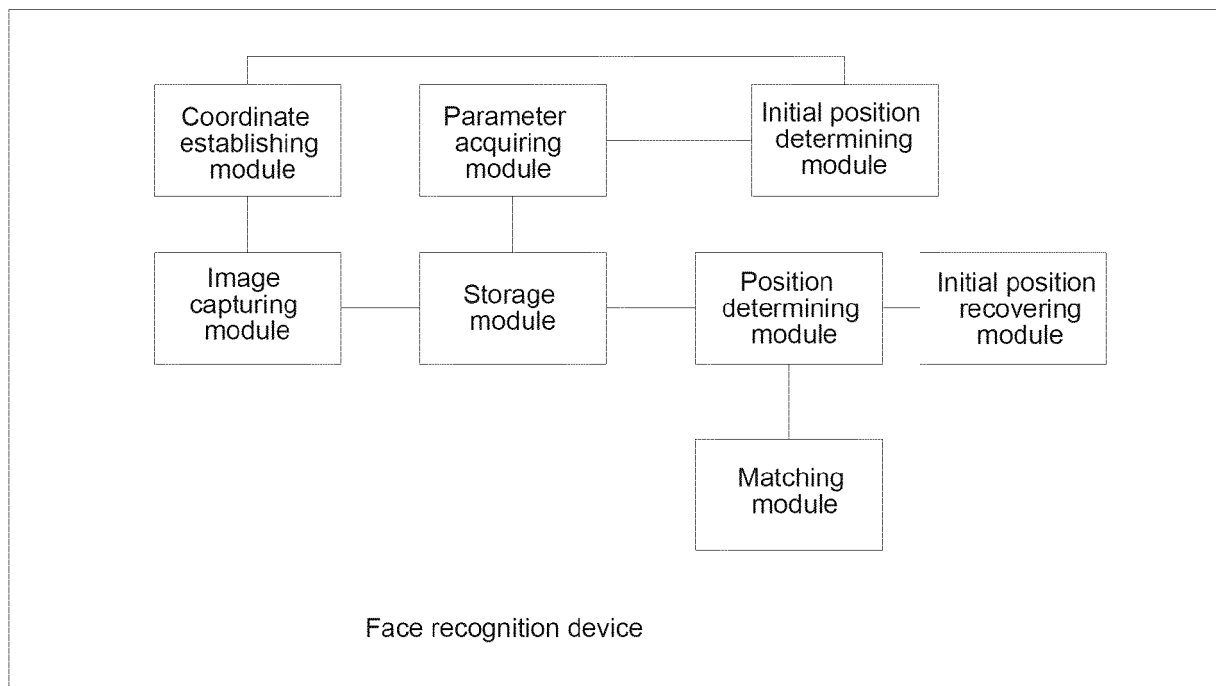 Coordinate
establishing
module
Parameter
acquiring
module
Initial position
determining
module
Image
capturing
module
Storage
module
Position
determining
module
Initial position
recovering
module
Matching
module
Face recognition device